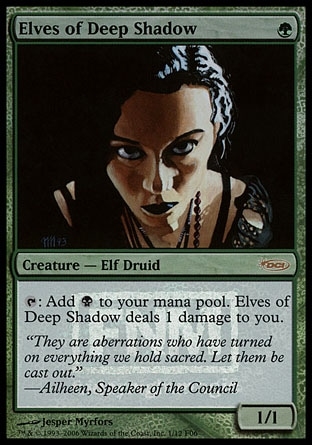 Elves of Deep Shadow
DCI
Creature — Elf Druid
: Add to your mana pool. Elves of
Deep Shadow deals 1 damage to you.
FNM
“They are aberrations who have turned
on everything we hold sacred. Let them be
cast out.”
—Ailheen, Speaker of the Council
Jesper Myrfors
1/1
™ & © 1993–2006 Wizards of the Coast, Inc. 1/12 F06